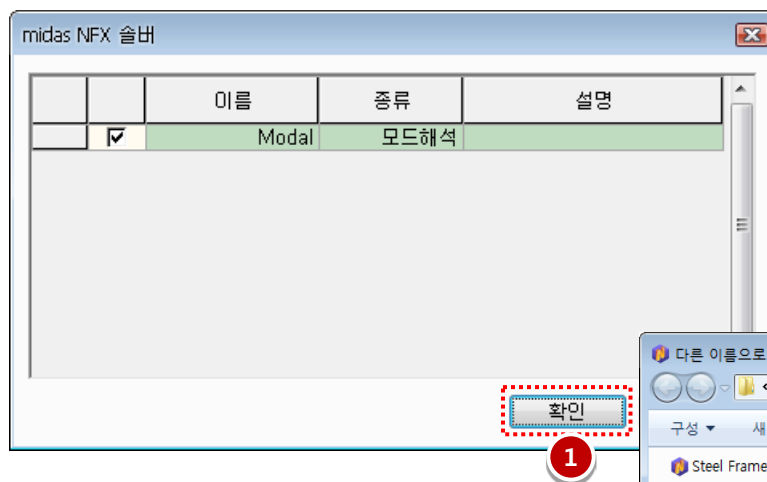 midas NFX 솔버
이름 종류 설명
Modal 모드해석
확인
1
다른 이름으로
구성 새
Steel Frame